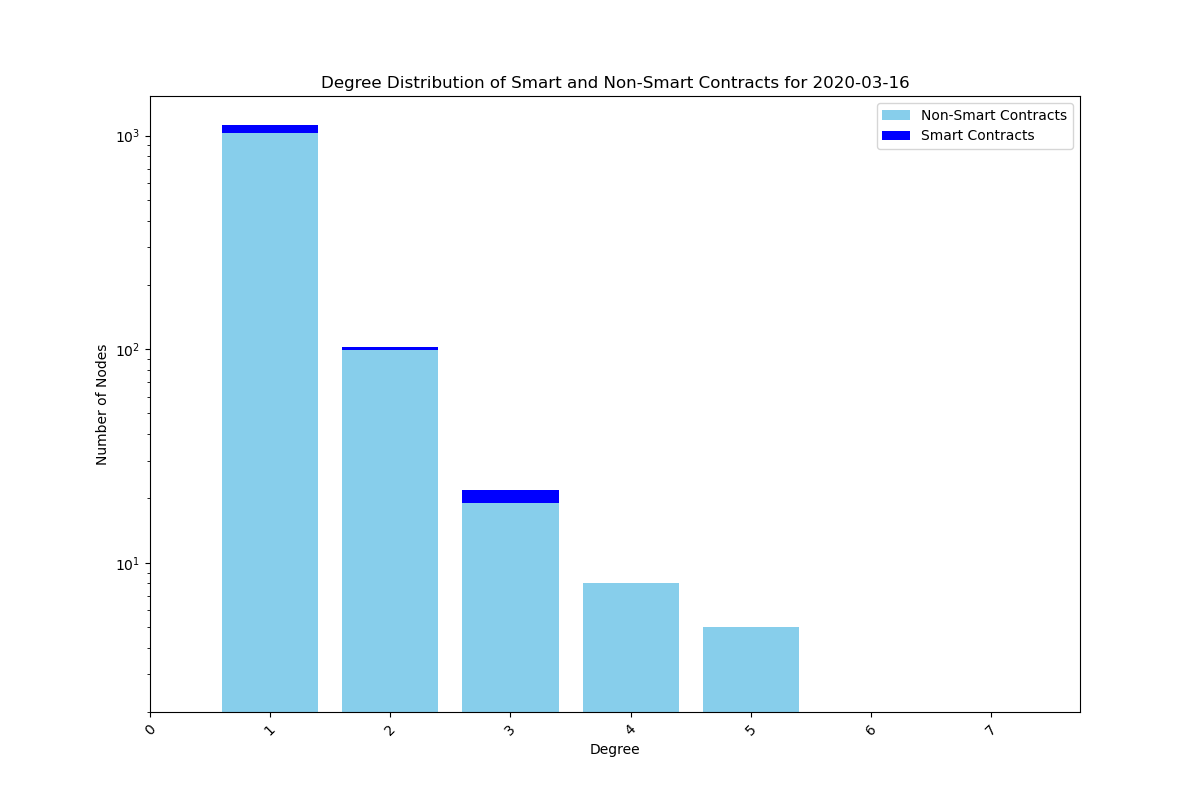 Degree Distribution of Smart and Non-Smart Contracts for 2020-03-16
Non-Smart Contracts
Smart Contracts
Number of Nodes
10³
10²
10¹
0 1 2 3 4 5 6 7
Degree